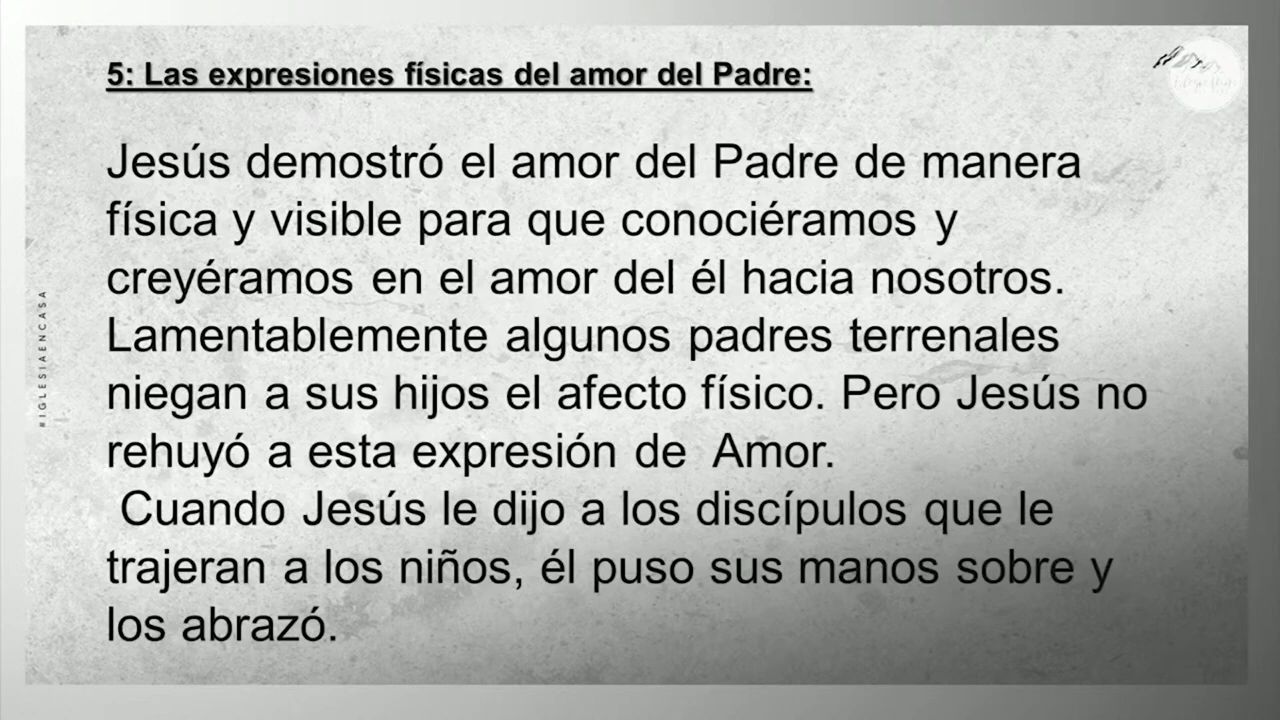 5: Las expresiones físicas del amor del Padre:
Jesús demostró el amor del Padre de manera
física y visible para que conociéramos y
creyéramos en el amor del él hacia nosotros.
Lamentablemente algunos padres terrenales
niegan a sus hijos el afecto físico. Pero Jesús no
rehuyó a esta expresión de Amor.
Cuando Jesús le dijo a los discípulos que le
trajeran a los niños, él puso sus manos sobre y
los abrazó.
#IGLESIAENCASA